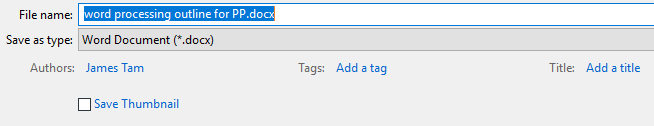 File name: word processing outline for PP.docx
Save as type: Word Document (*.docx)
Authors: James Tam Tags: Add a tag Title: Add a title
Save Thumbnail